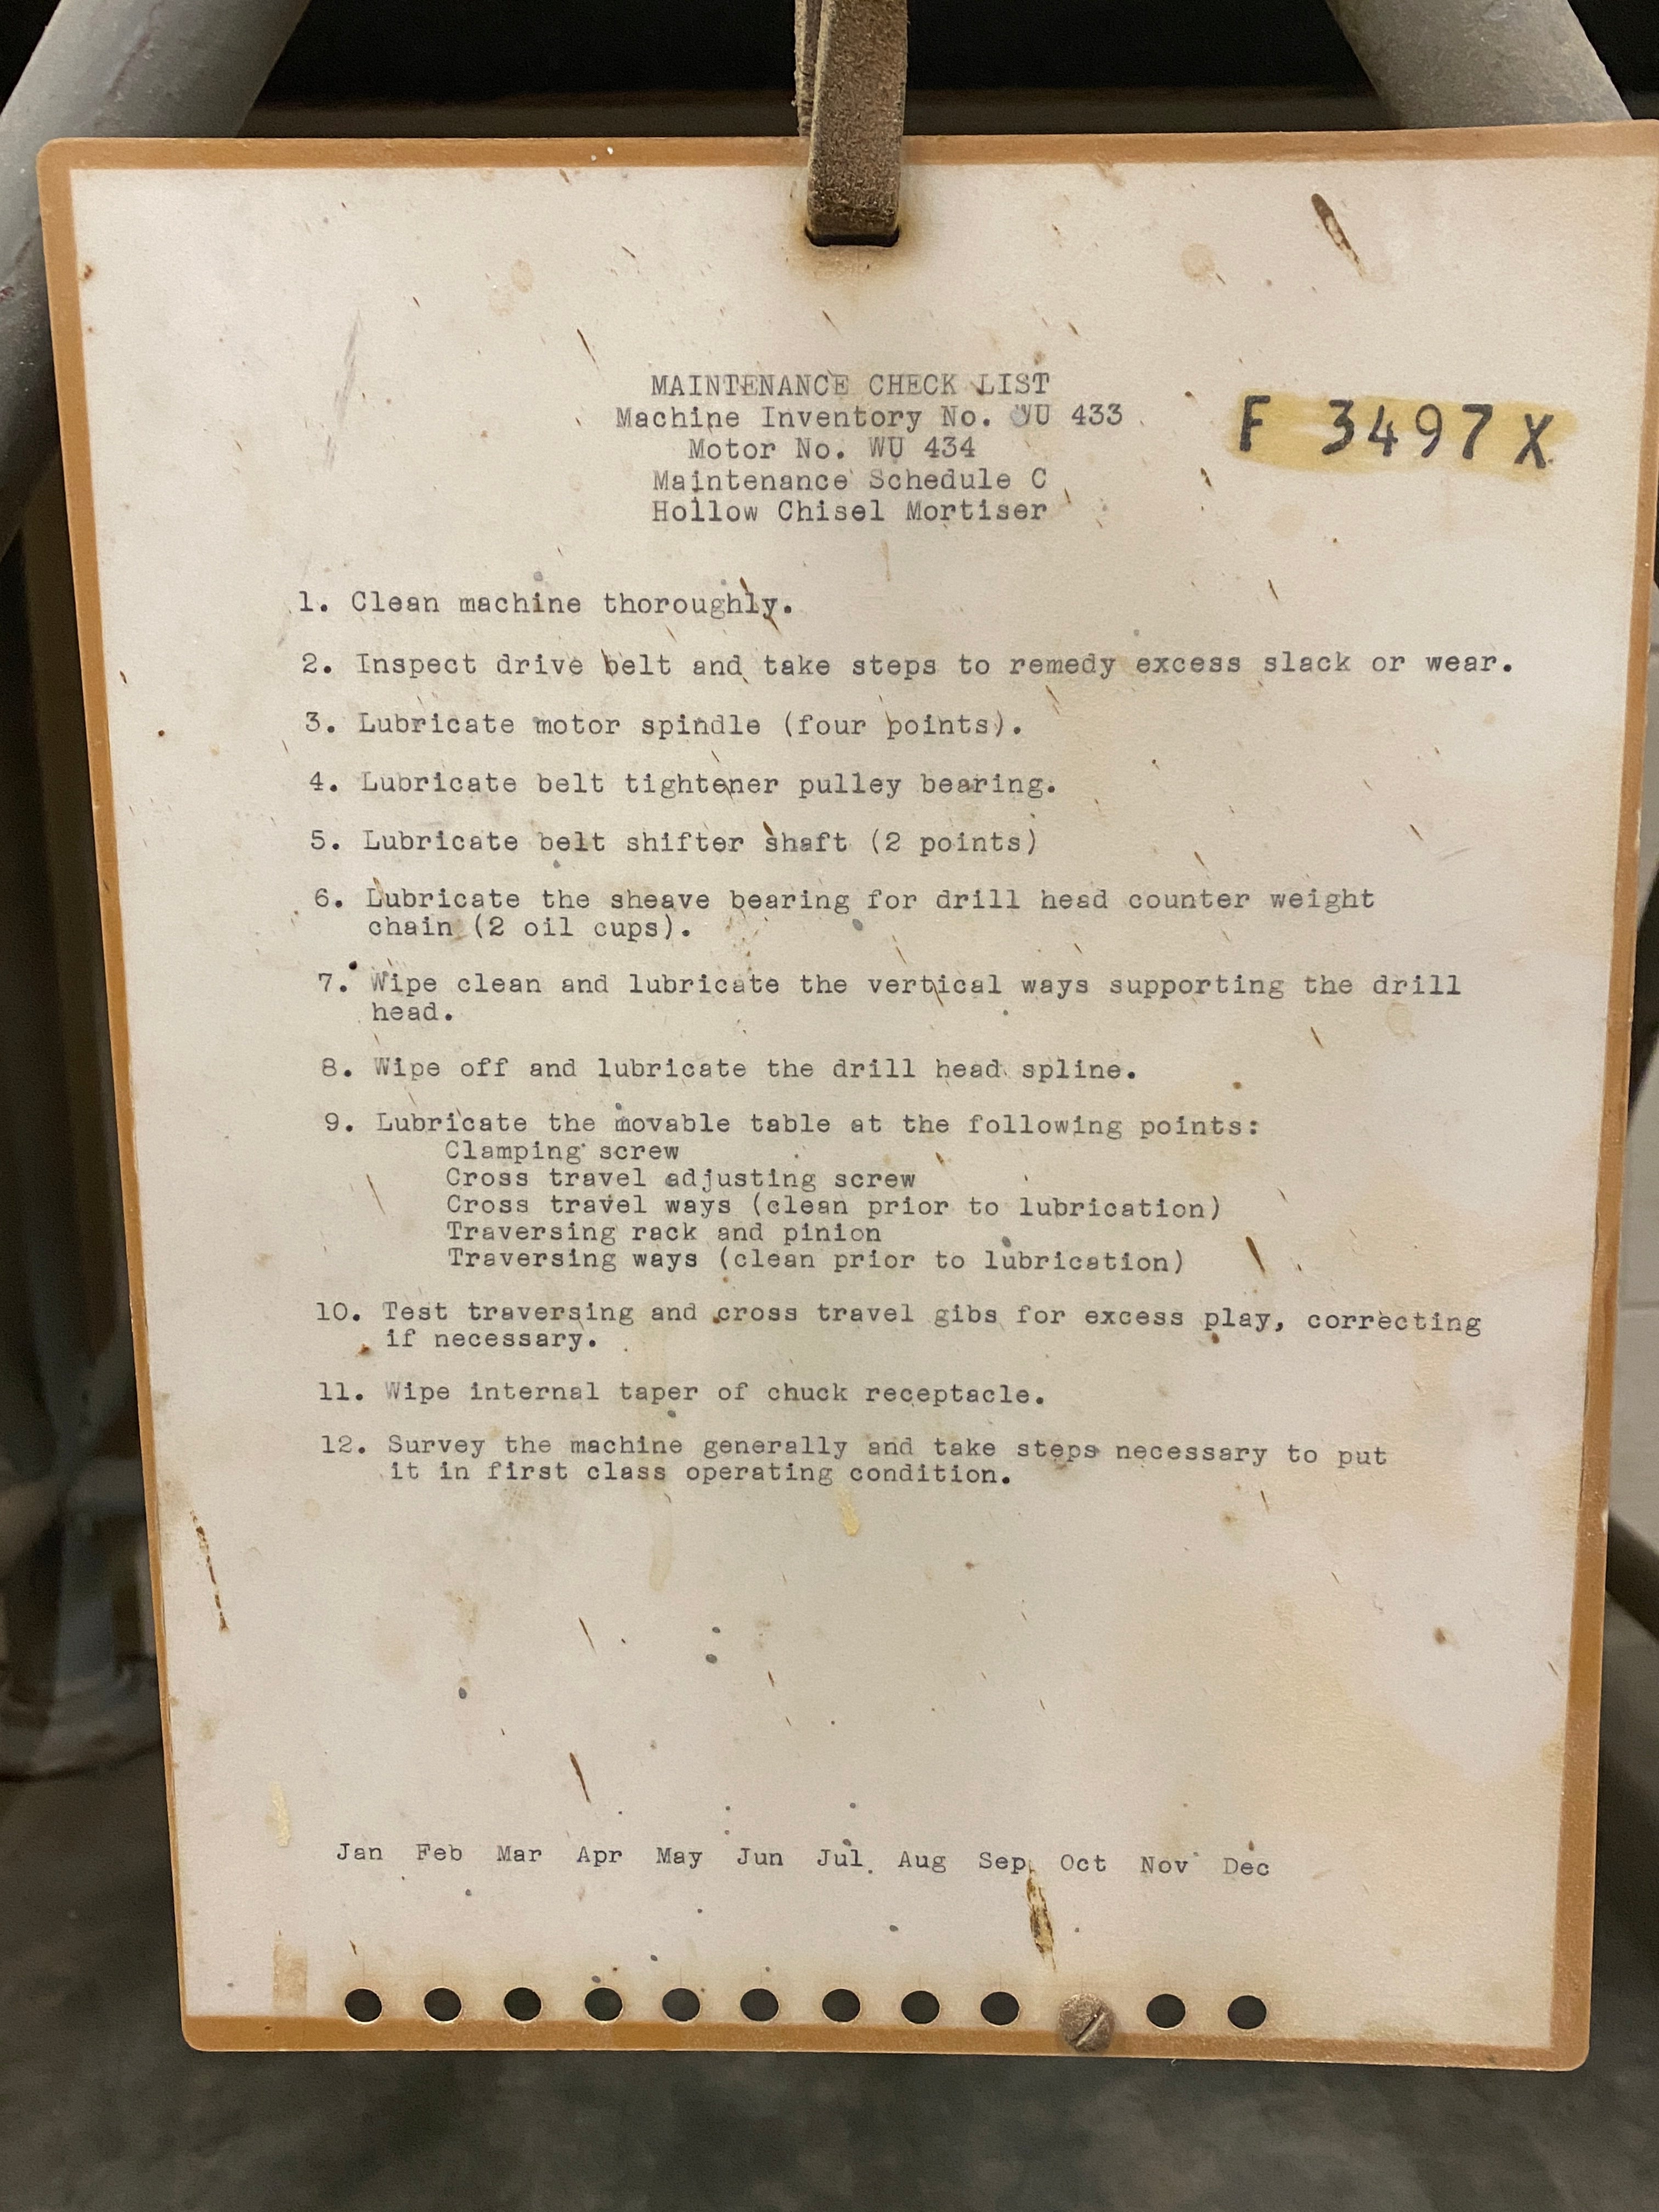 MAINTENANCE CHECK LIST
Machine Inventory No. WU 433
F 3497 X
Motor No. WU 434
Maintenance Schedule C
Hollow Chisel Mortiser
1. Clean machine thoroughly.
2. Inspect drive belt and take steps to remedy excess slack or wear.
3. Lubricate motor spindle (four points).
4. Lubricate belt tightener pulley bearing.
5. Lubricate belt shifter shaft (2 points)
6. Lubricate the sheave bearing for drill head counter weight
chain (2 oil cups).
7. Wipe clean and lubricate the vertical ways supporting the drill
head.
8. Wipe off and lubricate the drill head spline.
9. Lubricate the movable table at the following points:
Clamping screw
Cross travel adjusting screw
Cross travel ways (clean prior to lubrication)
Traversing rack and pinion
Traversing ways (clean prior to lubrication)
10. Test traversing and cross travel gibs for excess play, correcting
if necessary.
11. Wipe internal taper of chuck receptacle.
12. Survey the machine generally and take steps necessary to put
it in first class operating condition.
Jan Feb Mar Apr May Jun Jul Aug Sep Oct Nov Dec